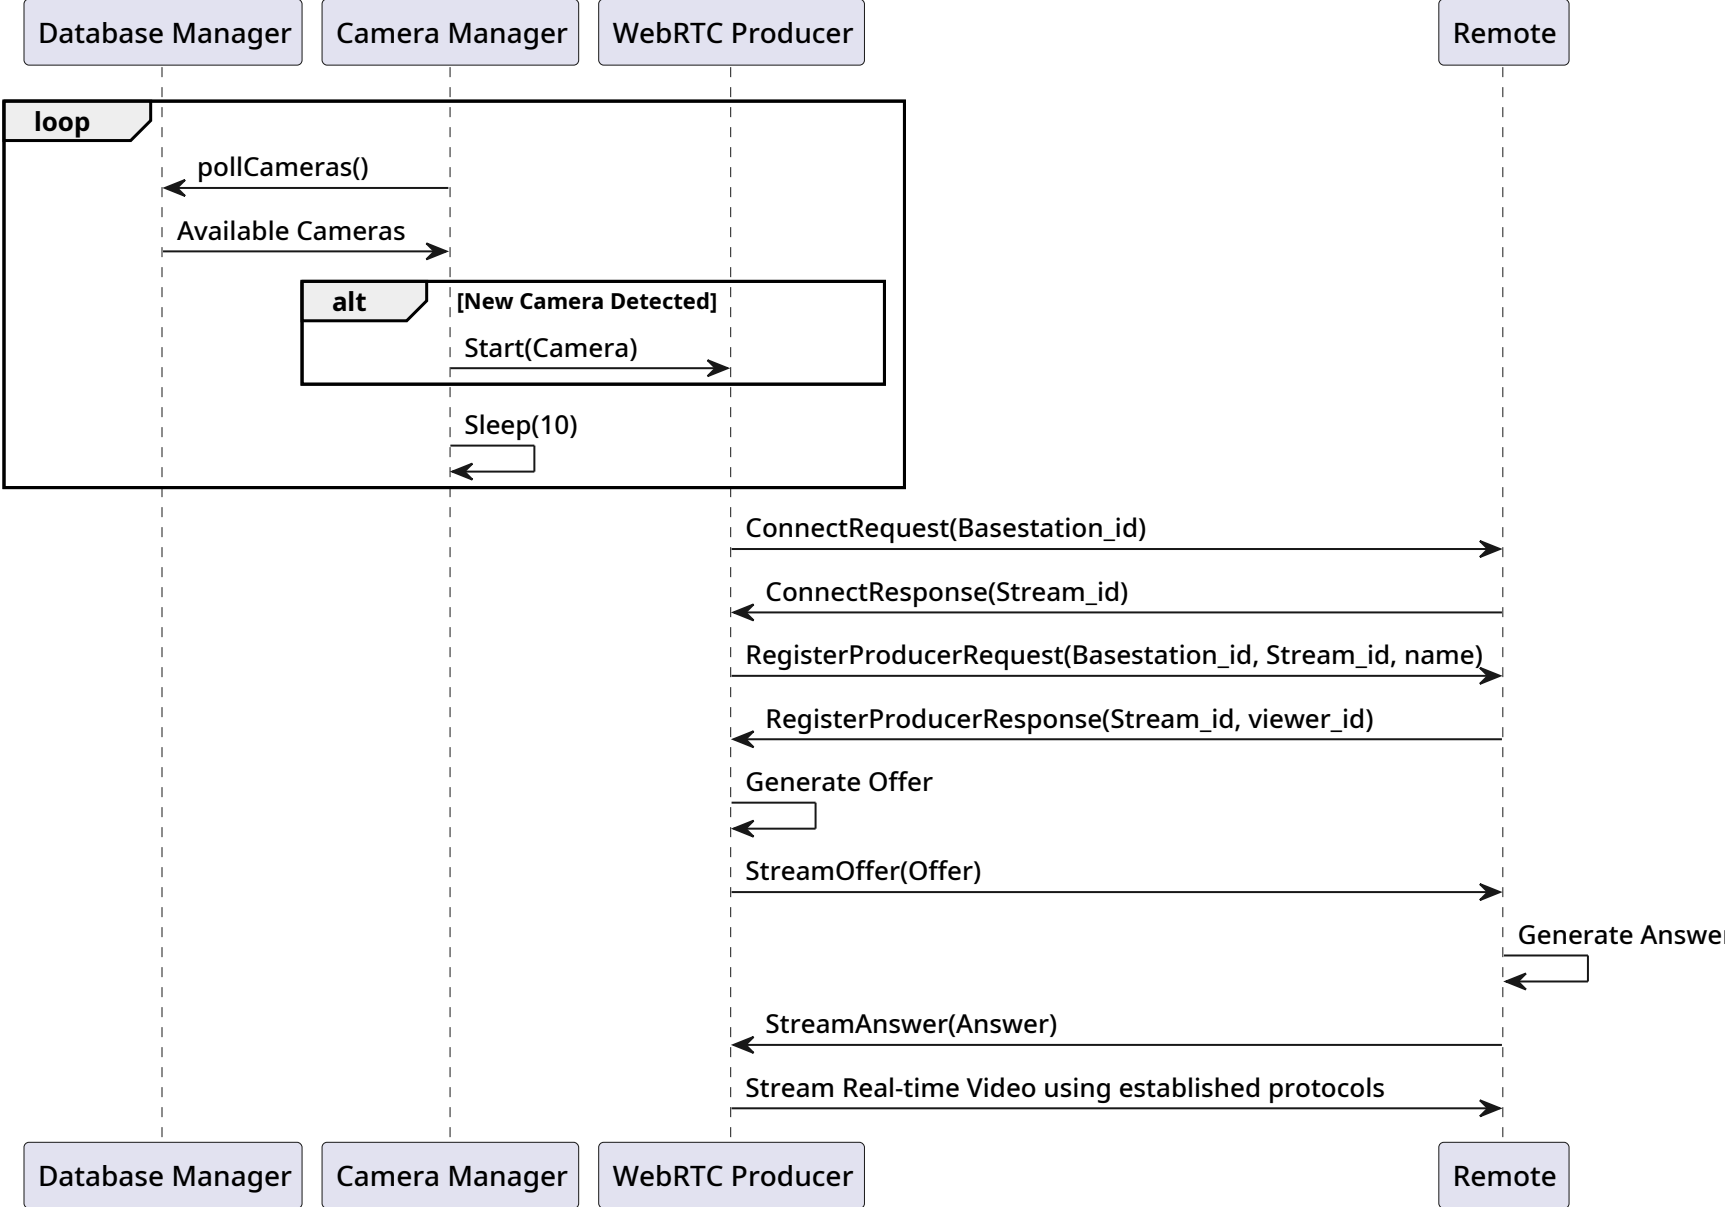 Database Manager
Camera Manager
WebRTC Producer
Remote
loop
pollCameras()
Available Cameras
alt
[New Camera Detected]
Start(Camera)
Sleep(10)
ConnectRequest(Basestation_id)
ConnectResponse(Stream_id)
RegisterProducerRequest(Basestation_id, Stream_id, name)
RegisterProducerResponse(Stream_id, viewer_id)
Generate Offer
StreamOffer(Offer)
Generate Answer
StreamAnswer(Answer)
Stream Real-time Video using established protocols
Database Manager
Camera Manager
WebRTC Producer
Remote